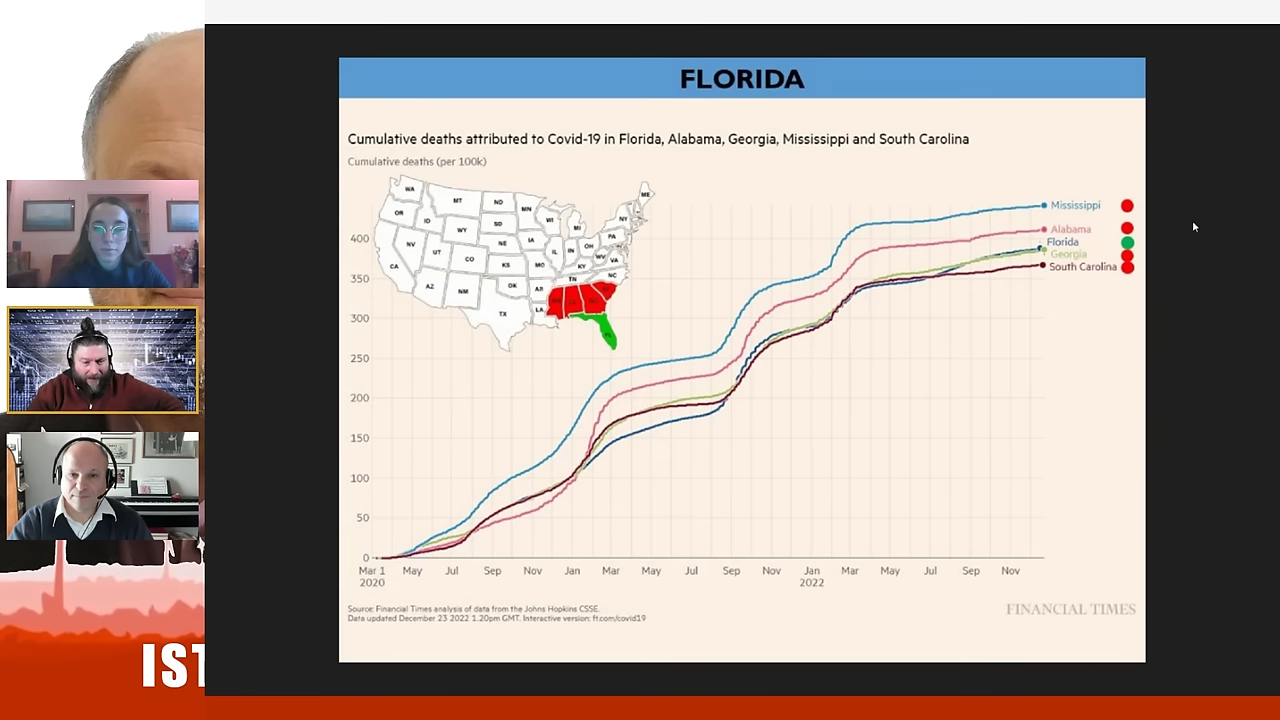 FLORIDA
Cumulative deaths attributed to Covid-19 in Florida, Alabama, Georgia, Mississippi and South Carolina
Cumulative deaths (per 100k)
WA
MT
ND
MN
ME
OR
ID
SD
WI
MI
NY
WY
NV
UT
NE
IA
IL
IN
OH
PA
CO
KS
MO
KY
WV
VA
CA
AZ
NM
OK
AR
TN
NC
TX
LA
400
350
300
250
200
150
100
50
0
Mississippi
Alabama
Florida
Georgia
South Carolina
Mar 1 May Jul Sep Nov Jan Mar May Jul Sep Nov Jan Mar May Jul Sep Nov
2020 2022
Source: Financial Times analysis of data from the Johns Hopkins CSSE.
Data updated December 23 2022 1.20pm GMT. Interactive version: ft.com/covid19
FINANCIAL TIMES
IST